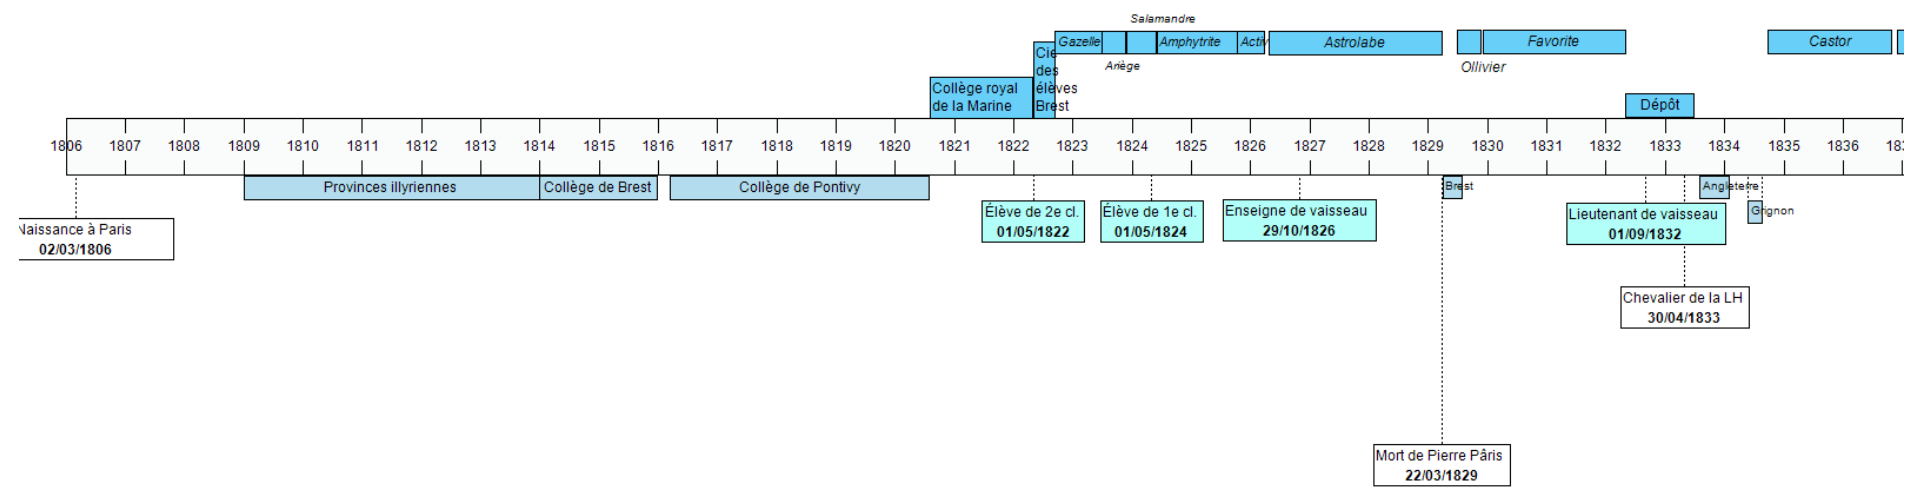 Salamandre
Gazelle
Amphytrite
Activ
Astrolabe
Favorite
Castor
Ariège
Ollivier
Cie
des
élèves
Brest
Collège royal
de la Marine
Dépôt
1806 1807 1808 1809 1810 1811 1812 1813 1814 1815 1816 1817 1818 1819 1820 1821 1822 1823 1824 1825 1826 1827 1828 1829 1830 1831 1832 1833 1834 1835 1836
Provinces illyriennes
Collège de Brest
Collège de Pontivy
Brest
Angleterre
Grignon
Naissance à Paris
02/03/1806
Élève de 2e cl.
01/05/1822
Élève de 1e cl.
01/05/1824
Enseigne de vaisseau
29/10/1826
Lieutenant de vaisseau
01/09/1832
Chevalier de la LH
30/04/1833
Mort de Pierre Pâris
22/03/1829